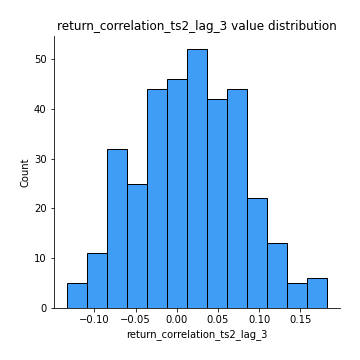 return_correlation_ts2_lag_3 value distribution
50
40
30
20
10
0
Count
−0.10 −0.05 0.00 0.05 0.10 0.15
return_correlation_ts2_lag_3